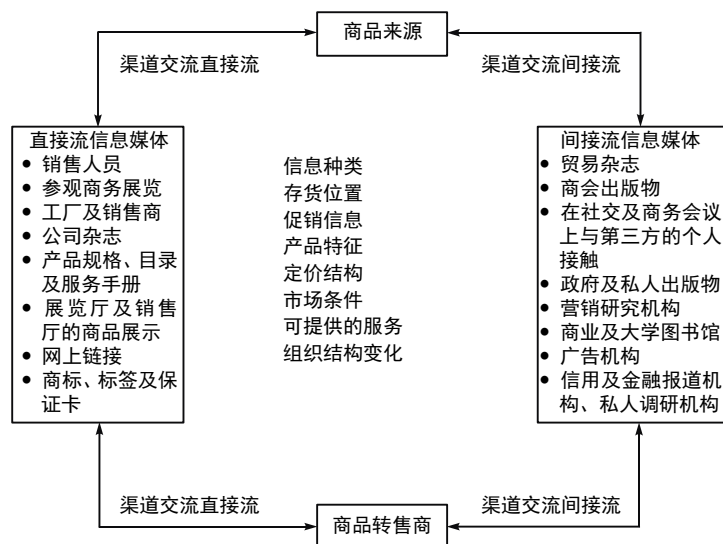 商品来源
渠道交流直接流
渠道交流间接流
直接流信息媒体
● 销售人员
● 参观商务展览
● 工厂及销售商
● 公司杂志
● 产品规格、目录
及服务手册
● 展览厅及销售
厅的商品展示
● 网上链接
● 商标、标签及保
证卡
信息种类
存货位置
促销信息
产品特征
定价结构
市场条件
可提供的服务
组织结构变化
间接流信息媒体
● 贸易杂志
● 商会出版物
● 在社交及商务会议
上与第三方的个人
接触
● 政府及私人出版物
● 营销研究机构
● 商业及大学图书馆
● 广告机构
● 信用及金融报道机
构、私人调研机构
渠道交流直接流
渠道交流间接流
商品转售商